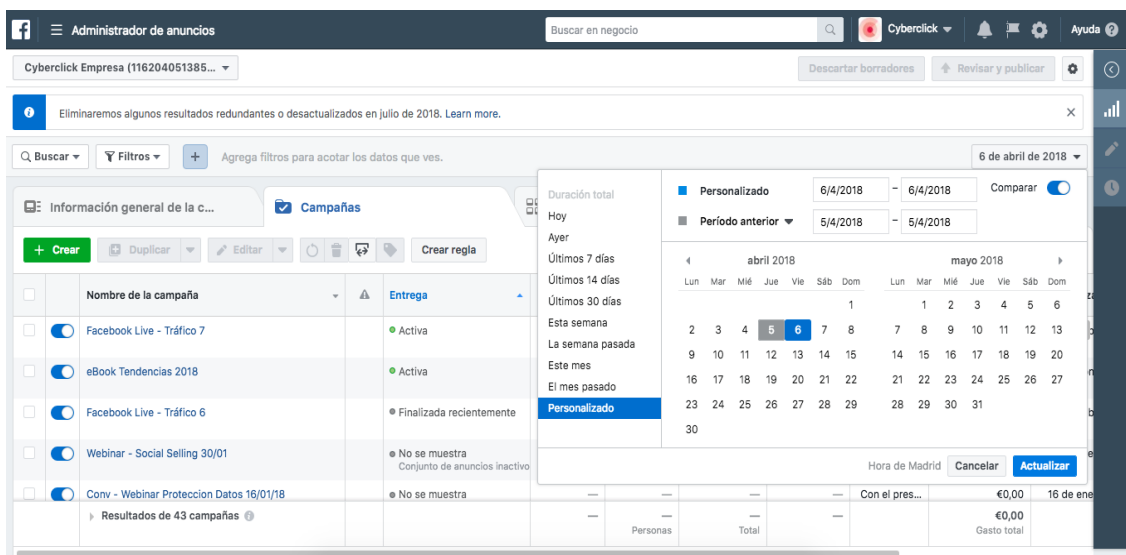 Administrador de anuncios
Buscar en negocio
Cyberclick
Ayuda
Cyberclick Empresa (116204051385...
Descartar borradores
Revisar y publicar
Eliminaremos algunos resultados redundantes o desactualizados en julio de 2018. Learn more.
Buscar
Filtros
Agrega filtros para acotar los datos que ves.
6 de abril de 2018
Información general de la c...
Campañas
+ Crear
Duplicar
Editar
Crear regla
Nombre de la campaña
Entrega
Facebook Live - Tráfico 7
Activa
eBook Tendencias 2018
Activa
Facebook Live - Tráfico 6
Finalizada recientemente
Webinar - Social Selling 30/01
No se muestra
Conjunto de anuncios inactivo
Conv - Webinar Proteccion Datos 16/01/18
No se muestra
— — — — Con el pres... €0,00 16 de ene
Resultados de 43 campañas
— — — — €0,00
Personas Total Gasto total
Duración total
Hoy
Ayer
Últimos 7 días
Últimos 14 días
Últimos 30 días
Esta semana
La semana pasada
Este mes
El mes pasado
Personalizado
Personalizado 6/4/2018 – 6/4/2018 Comparar
Período anterior 5/4/2018 – 5/4/2018
abril 2018
Lun Mar Mié Jue Vie Sáb Dom
1
2 3 4 5 6 7 8
9 10 11 12 13 14 15
16 17 18 19 20 21 22
23 24 25 26 27 28 29
30
mayo 2018
Lun Mar Mié Jue Vie Sáb Dom
1 2 3 4 5 6
7 8 9 10 11 12 13
14 15 16 17 18 19 20
21 22 23 24 25 26 27
28 29 30 31
Hora de Madrid
Cancelar
Actualizar